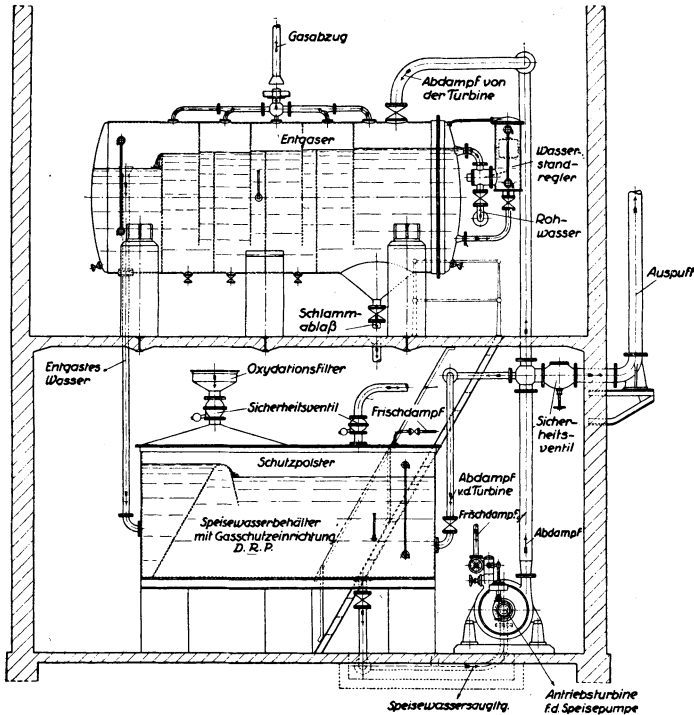 Gasabzug
Abdampf von
der Turbine
Entgaser
Wasser-
stand-
regler
Roh-
wasser
Auspuff
Schlamm-
ablaß
Entgastes
Wasser
Oxydationsfilter
Sicherheitsventil
Frischdampf
Sicher-
heits-
ventil
Schutzpolster
Abdampf
v.d.Turbine
Speisewasserbehälter
mit Gasschutzeinrichtung
D.R.P.
Frischdampf
Abdampf
Speisewassersaugltg.
Antriebsturbine
f.d. Speisepumpe